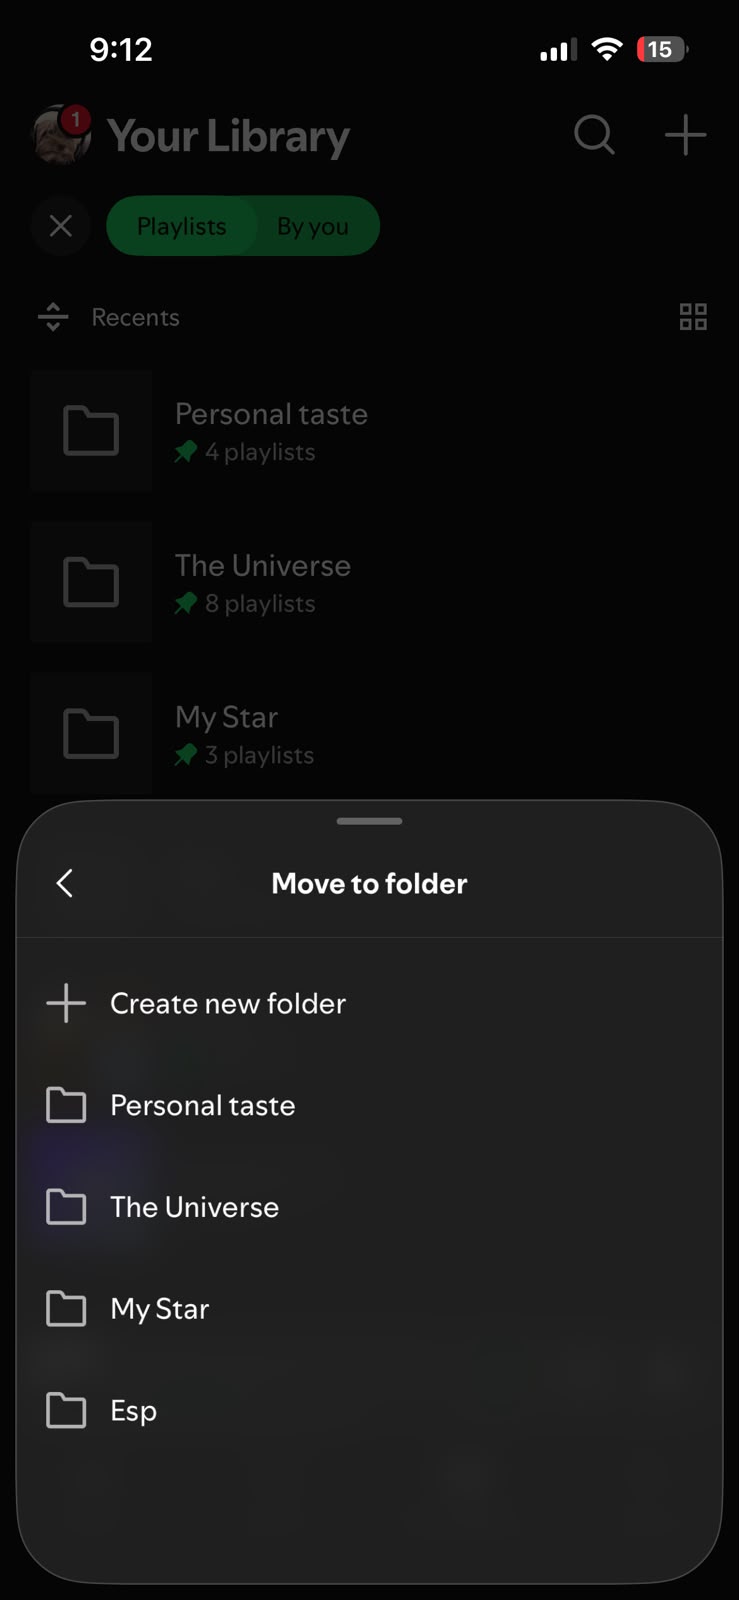 9:12
15
1
Your Library
Playlists
By you
Recents
Personal taste
4 playlists
The Universe
8 playlists
My Star
3 playlists
Move to folder
Create new folder
Personal taste
The Universe
My Star
Esp